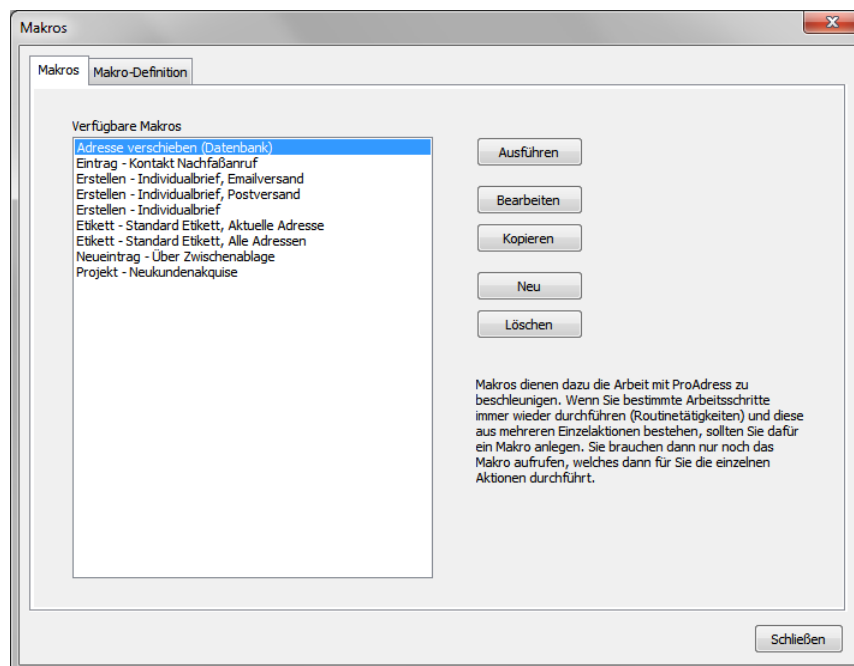 Makros
Makros Makro-Definition
Verfügbare Makros
Adresse verschieben (Datenbank)
Eintrag - Kontakt Nachfaßanruf
Erstellen - Individualbrief, Emailversand
Erstellen - Individualbrief, Postversand
Erstellen - Individualbrief
Etikett - Standard Etikett, Aktuelle Adresse
Etikett - Standard Etikett, Alle Adressen
Neueintrag - Über Zwischenablage
Projekt - Neukundenakquise
Ausführen
Bearbeiten
Kopieren
Neu
Löschen
Makros dienen dazu die Arbeit mit ProAdress zu
beschleunigen. Wenn Sie bestimmte Arbeitsschritte
immer wieder durchführen (Routinetätigkeiten) und diese
aus mehreren Einzelaktionen bestehen, sollten Sie dafür
ein Makro anlegen. Sie brauchen dann nur noch das
Makro aufrufen, welches dann für Sie die einzelnen
Aktionen durchführt.
Schließen